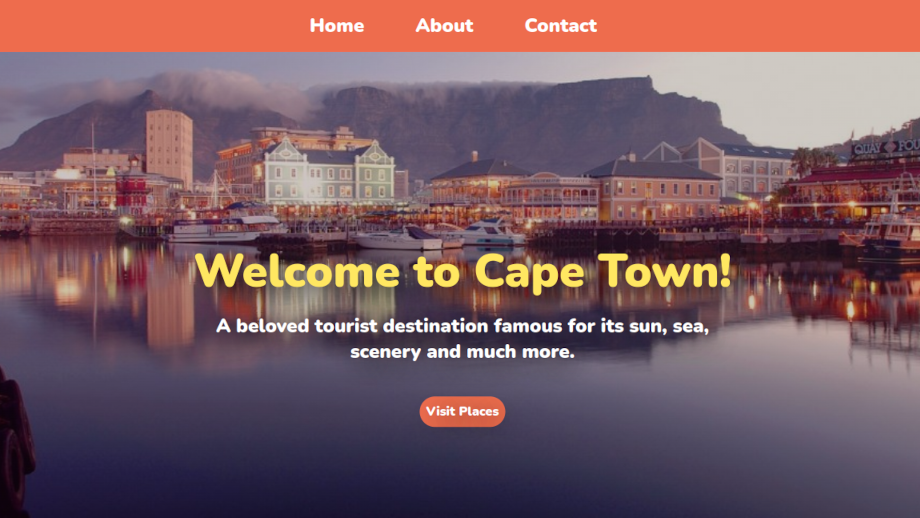 Home About Contact
QUAY FOU
Welcome to Cape Town!
A beloved tourist destination famous for its sun, sea,
scenery and much more.
Visit Places